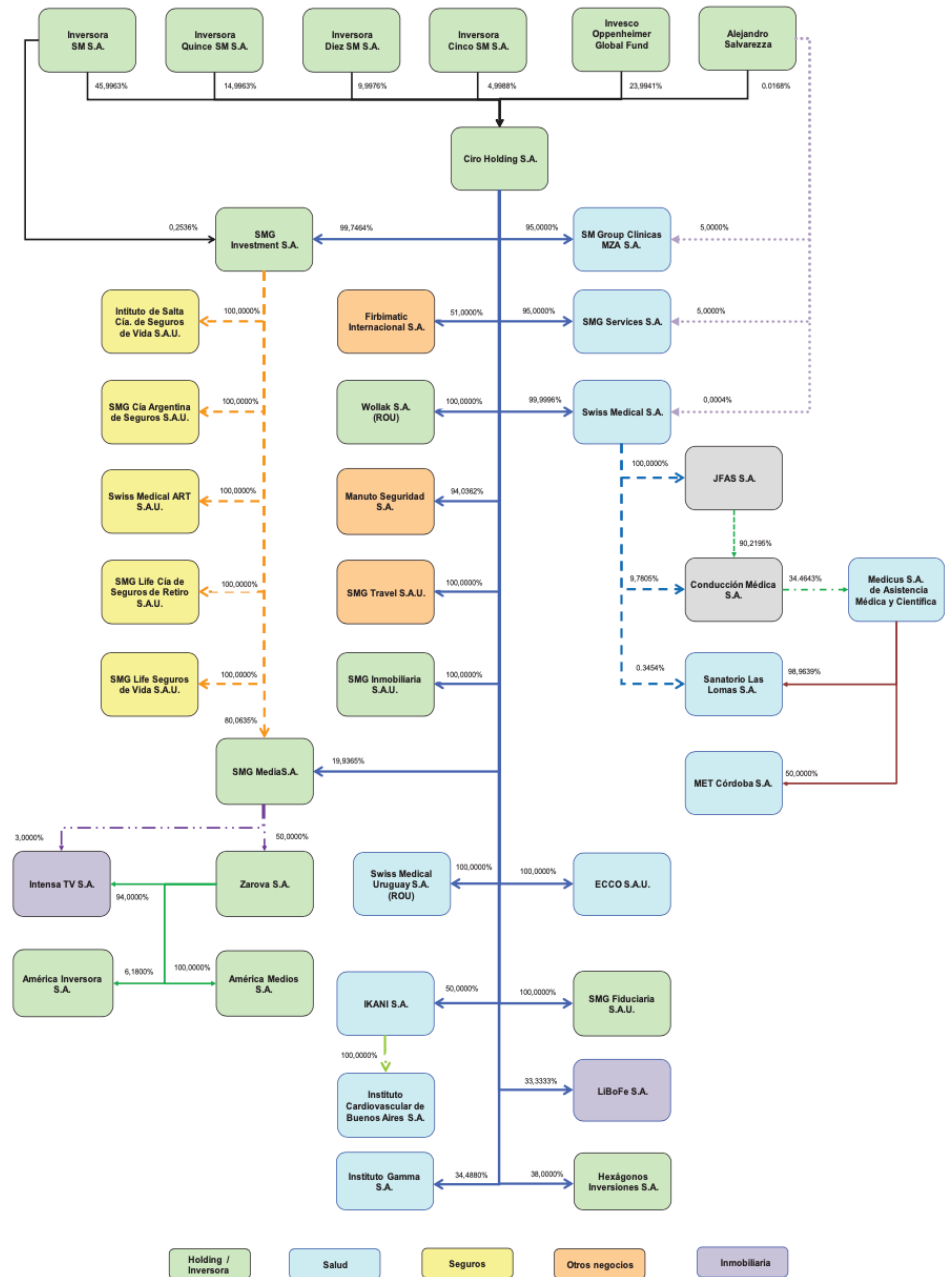 Inversora
SM S.A.
Inversora
Quince SM S.A.
Inversora
Diez SM S.A.
Inversora
Cinco SM S.A.
Invesco
Oppenheimer
Global Fund
Alejandro
Salvarezza
45,9963%
14,9963%
9,9976%
4,9988%
23,9941%
0.0168%
Ciro Holding S.A.
0,2536%
SMG
Investment S.A.
99,7464%
95,0000%
SM Group Clinicas
MZA S.A.
5,0000%
Intituto de Salta
Cía. de Seguros
de Vida S.A.U.
100,0000%
Firbimatic
Internacional S.A.
51,0000%
95,0000%
SMG Services S.A.
5,0000%
SMG Cía Argentina
de Seguros S.A.U.
100,0000%
Wollak S.A.
(ROU)
100,0000%
99,9996%
Swiss Medical S.A.
0,0004%
Swiss Medical ART
S.A.U.
100,0000%
Manuto Seguridad
S.A.
94,0362%
100,0000%
JFAS S.A.
90,2195%
SMG Life Cía de
Seguros de Retiro
S.A.U.
100,0000%
SMG Travel S.A.U.
100,0000%
9,7805%
Conducción Médica
S.A.
34.4643%
Medicus S.A.
de Asistencia
Médica y Científica
SMG Life Seguros
de Vida S.A.U.
100,0000%
SMG Inmobiliaria
S.A.U.
100,0000%
0.3454%
Sanatorio Las
Lomas S.A.
98,9639%
80,0635%
SMG MediaS.A.
19,9365%
MET Córdoba S.A.
50,0000%
3,0000%
50,0000%
Intensa TV S.A.
94,0000%
Zarova S.A.
Swiss Medical
Uruguay S.A.
(ROU)
100,0000%
100,0000%
ECCO S.A.U.
América Inversora
S.A.
6,1800%
100,0000%
América Medios
S.A.
IKANI S.A.
50,0000%
100,0000%
SMG Fiduciaria
S.A.U.
100,0000%
Instituto
Cardiovascular de
Buenos Aires S.A.
33,3333%
LiBoFe S.A.
Instituto Gamma
S.A.
34,4880%
38,0000%
Hexágonos
Inversiones S.A.
Holding /
Inversora
Salud
Seguros
Otros negocios
Inmobiliaria